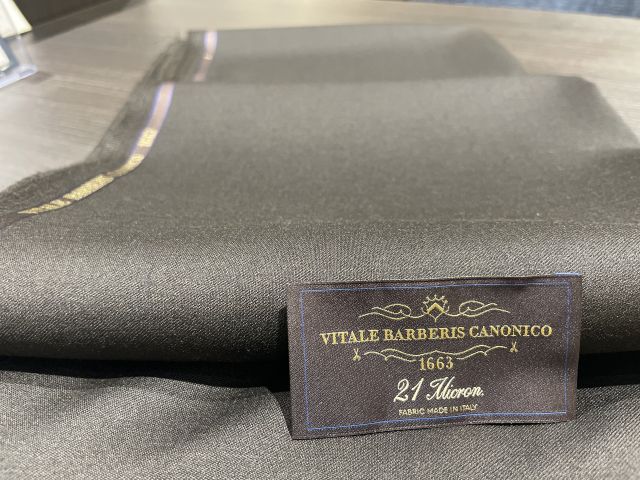 VITALE BARBERIS CANONICO
1663
21 Micron.
FABRIC MADE IN ITALY